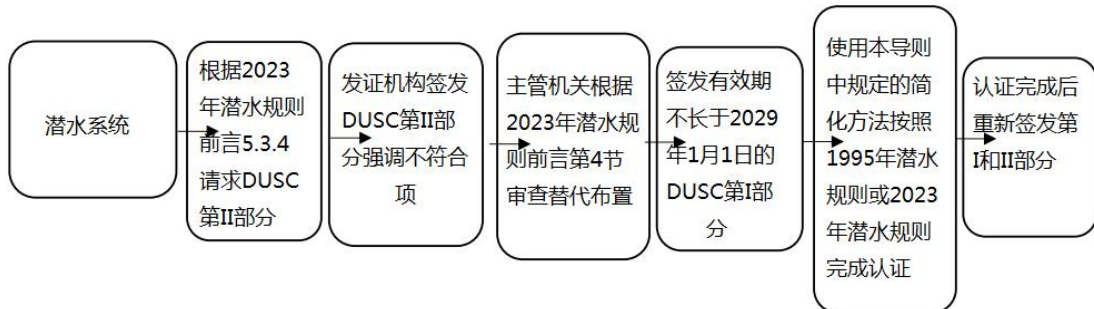 潜水系统
根据2023
年潜水规则
前言5.3.4
请求DUSC
第II部分
发证机构签发
DUSC第II部
分强调不符合
项
主管机关根据
2023年潜水规
则前言第4节
审查替代布置
签发有效期
不长于2029
年1月1日的
DUSC第I部
分
使用本导则
中规定的简
化方法按照
1995年潜水
规则或2023
年潜水规则
完成认证
认证完成后
重新签发第
I和II部分